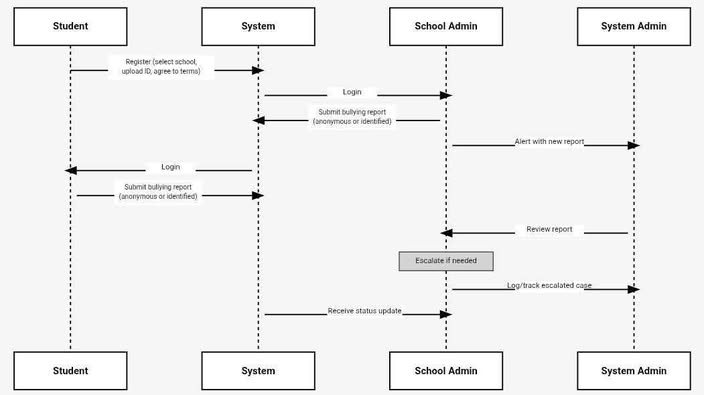 Student
System
School Admin
System Admin
Register (select school,
upload ID, agree to terms)
Login
Submit bullying report
(anonymous or identified)
Alert with new report
Login
Submit bullying report
(anonymous or identified)
Review report
Escalate if needed
Log/track escalated case
Receive status update
Student
System
School Admin
System Admin